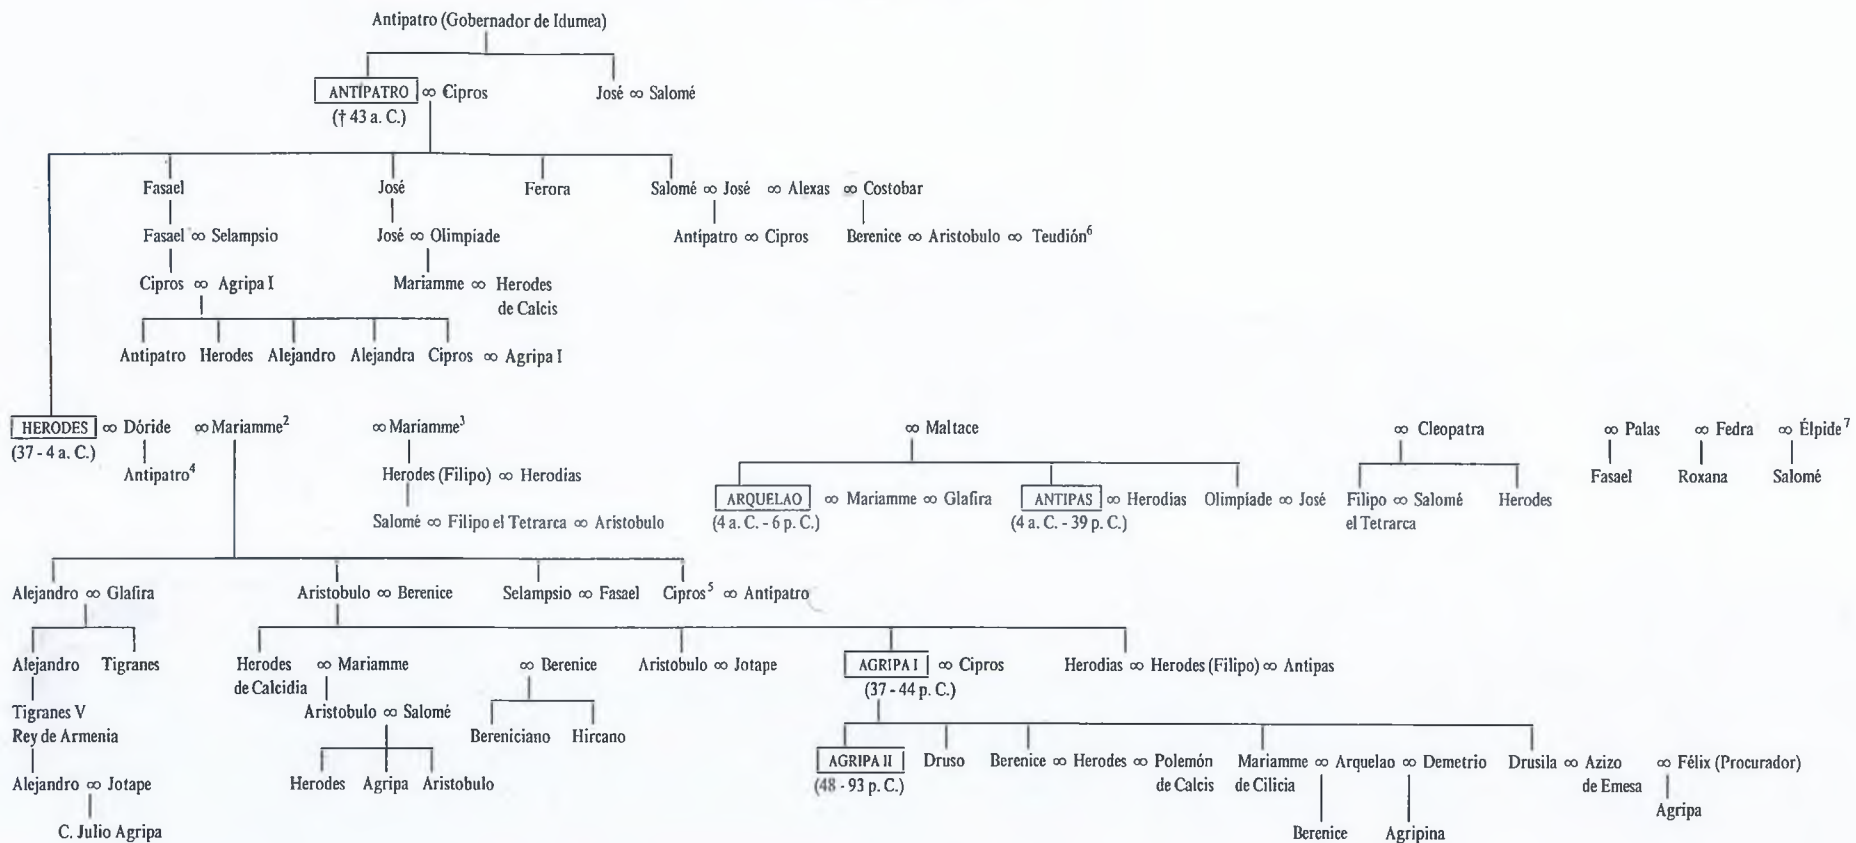 Antipatro (Gobernador de Idumea)
ANTÍPATRO ∞ Cipros José ∞ Salomé
(† 43 a. C.)
Fasael José Ferora Salomé ∞ José ∞ Alexas ∞ Costobar
Fasael ∞ Selampsio José ∞ Olimpíade Antípatro ∞ Cipros Berenice ∞ Aristobulo ∞ Teudión⁶
Cipros ∞ Agripa I Mariamme ∞ Herodes
de Calcis
Antipatro Herodes Alejandro Alejandra Cipros ∞ Agripa I
HERODES ∞ Dóride ∞ Mariamme² ∞ Mariamme³ ∞ Maltace ∞ Cleopatra ∞ Palas ∞ Fedra ∞ Élpide⁷
(37 - 4 a. C.)
Antipatro⁴ Herodes (Filipo) ∞ Herodías Fasael Roxana Salomé
ARQUELAO ∞ Mariamme ∞ Glafira ANTIPAS ∞ Herodías Olimpíade ∞ José Filipo ∞ Salomé Herodes
(4 a. C. - 6 p. C.) (4 a. C. - 39 p. C.) el Tetrarca
Salomé ∞ Filipo el Tetrarca ∞ Aristobulo
Alejandro ∞ Glafira Aristobulo ∞ Berenice Selampsio ∞ Fasael Cipros⁵ ∞ Antipatro
Alejandro Tigranes Herodes ∞ Mariamme ∞ Berenice Aristobulo ∞ Jotape AGRIPA I ∞ Cipros Herodías ∞ Herodes (Filipo) ∞ Antipas
de Calcidia (37 - 44 p. C.)
Tigranes V Aristobulo ∞ Salomé Bereniciano Hircano
Rey de Armenia
AGRIPA II Druso Berenice ∞ Herodes ∞ Polemón Mariamme ∞ Arquelao ∞ Demetrio Drusila ∞ Azizo ∞ Félix (Procurador)
(48 - 93 p. C.) de Calcis de Cilicia de Emesa
Alejandro ∞ Jotape Herodes Agripa Aristobulo Agripa
C. Julio Agripa Berenice Agripina